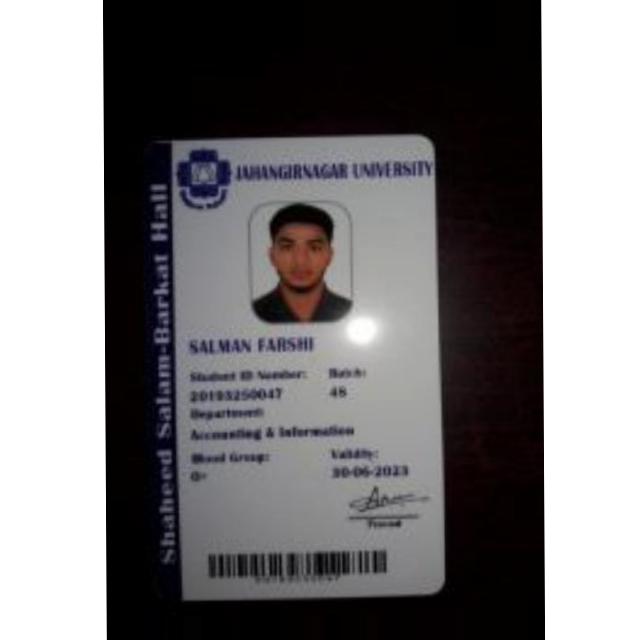 JAHANGIRNAGAR UNIVERSITY
Shaheed Salam-Barkat Hall
SALMAN FARSHI
Student ID Number: Batch:
20193250047 48
Department:
Accounting & Information
Blood Group: Validity:
O+ 30-06-2023
Provost